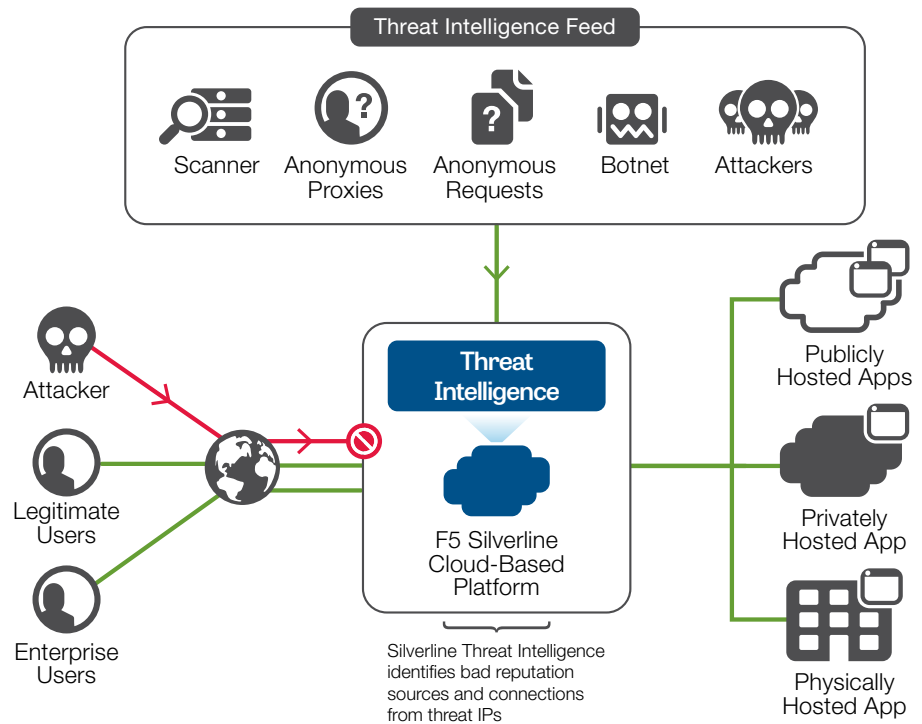 Threat Intelligence Feed
Scanner
Anonymous
Proxies
Anonymous
Requests
Botnet
Attackers
Attacker
Legitimate
Users
Enterprise
Users
Threat
Intelligence
F5 Silverline
Cloud-Based
Platform
Silverline Threat Intelligence
identifies bad reputation
sources and connections
from threat IPs
Publicly
Hosted Apps
Privately
Hosted App
Physically
Hosted App